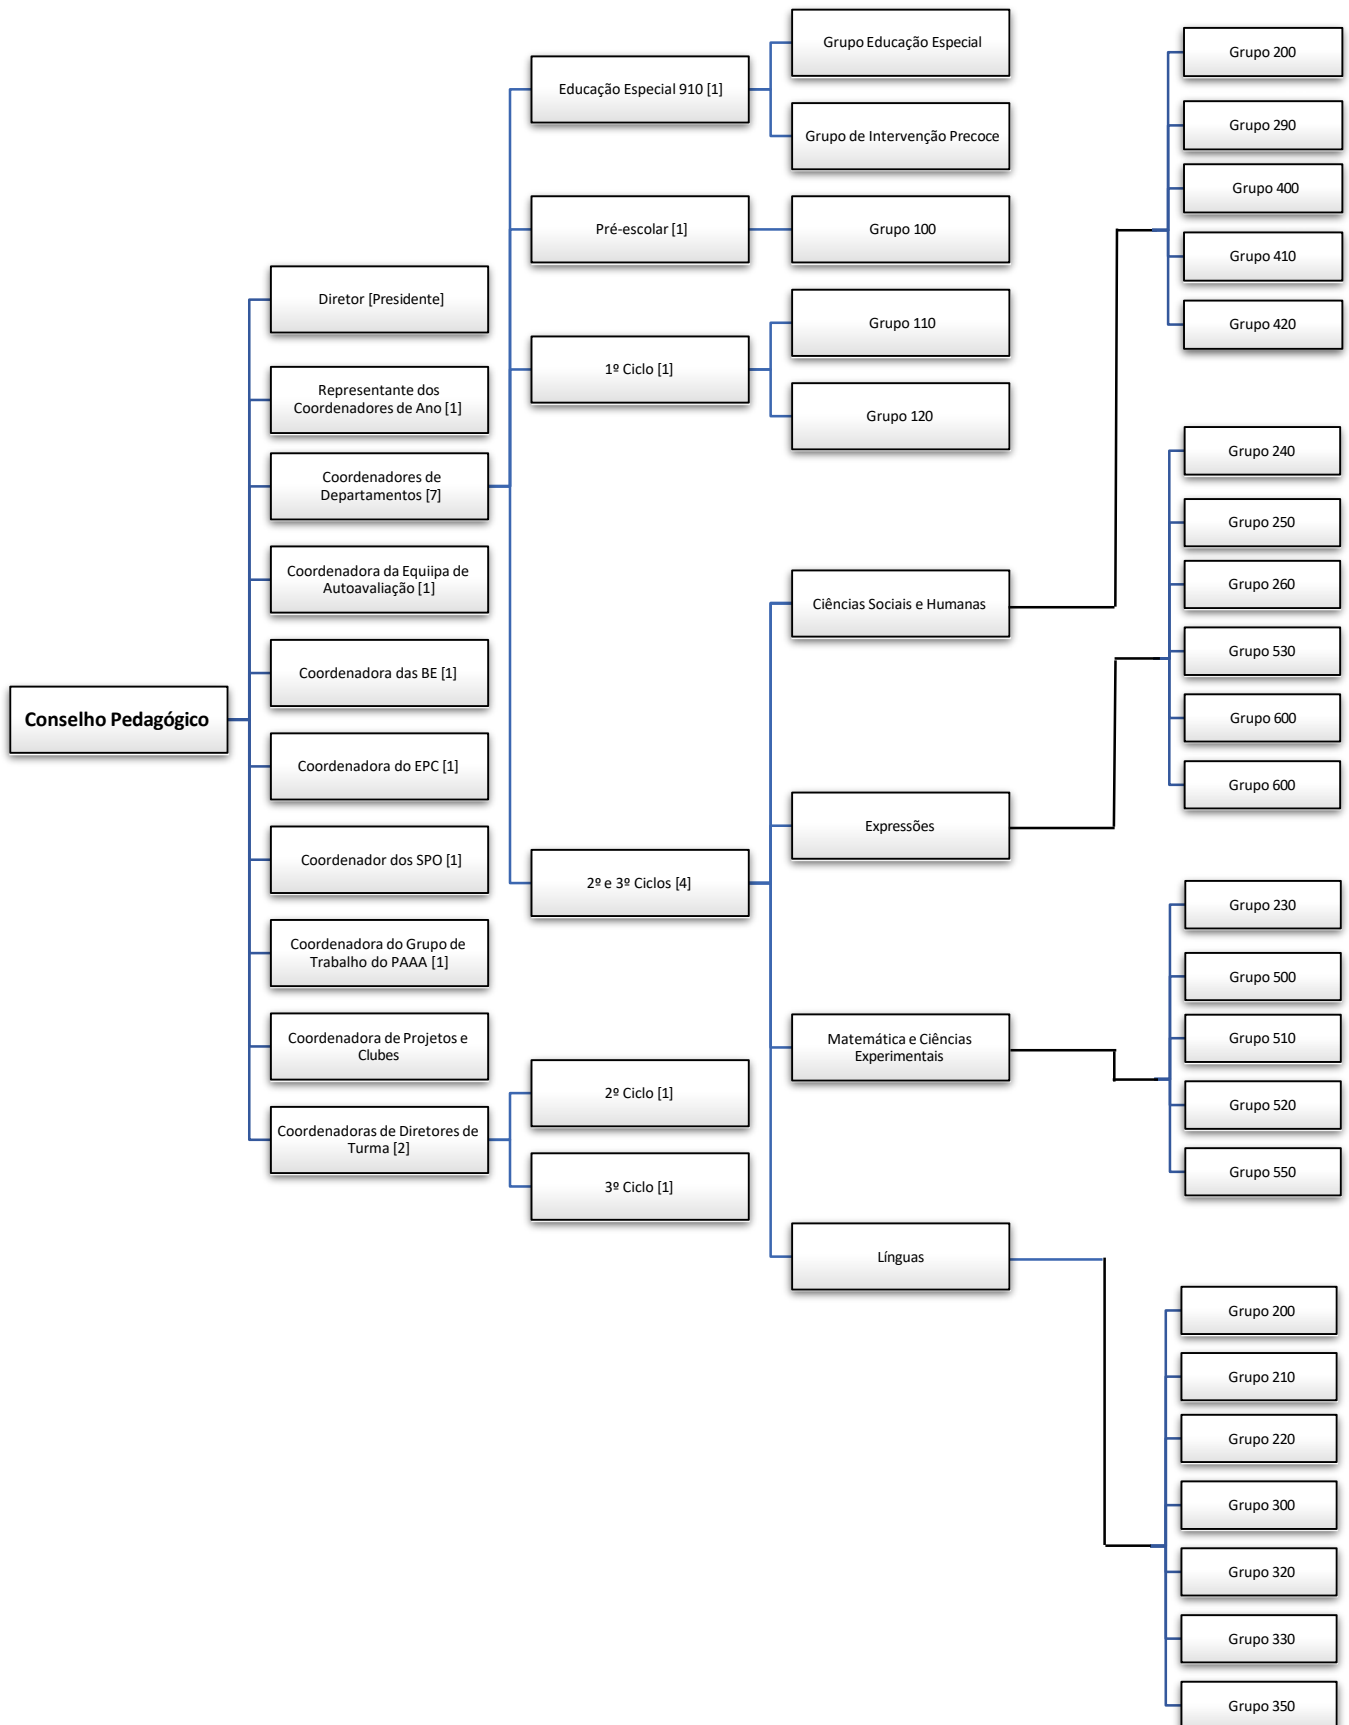 Conselho Pedagógico
Diretor [Presidente]
Representante dos
Coordenadores de Ano [1]
Coordenadores de
Departamentos [7]
Coordenadora da Equiipa de
Autoavaliação [1]
Coordenadora das BE [1]
Coordenadora do EPC [1]
Coordenador dos SPO [1]
Coordenadora do Grupo de
Trabalho do PAAA [1]
Coordenadora de Projetos e
Clubes
Coordenadoras de Diretores de
Turma [2]
Educação Especial 910 [1]
Pré-escolar [1]
1º Ciclo [1]
2º e 3º Ciclos [4]
2º Ciclo [1]
3º Ciclo [1]
Grupo Educação Especial
Grupo de Intervenção Precoce
Grupo 100
Grupo 110
Grupo 120
Ciências Sociais e Humanas
Expressões
Matemática e Ciências
Experimentais
Línguas
Grupo 200
Grupo 290
Grupo 400
Grupo 410
Grupo 420
Grupo 240
Grupo 250
Grupo 260
Grupo 530
Grupo 600
Grupo 600
Grupo 230
Grupo 500
Grupo 510
Grupo 520
Grupo 550
Grupo 200
Grupo 210
Grupo 220
Grupo 300
Grupo 320
Grupo 330
Grupo 350